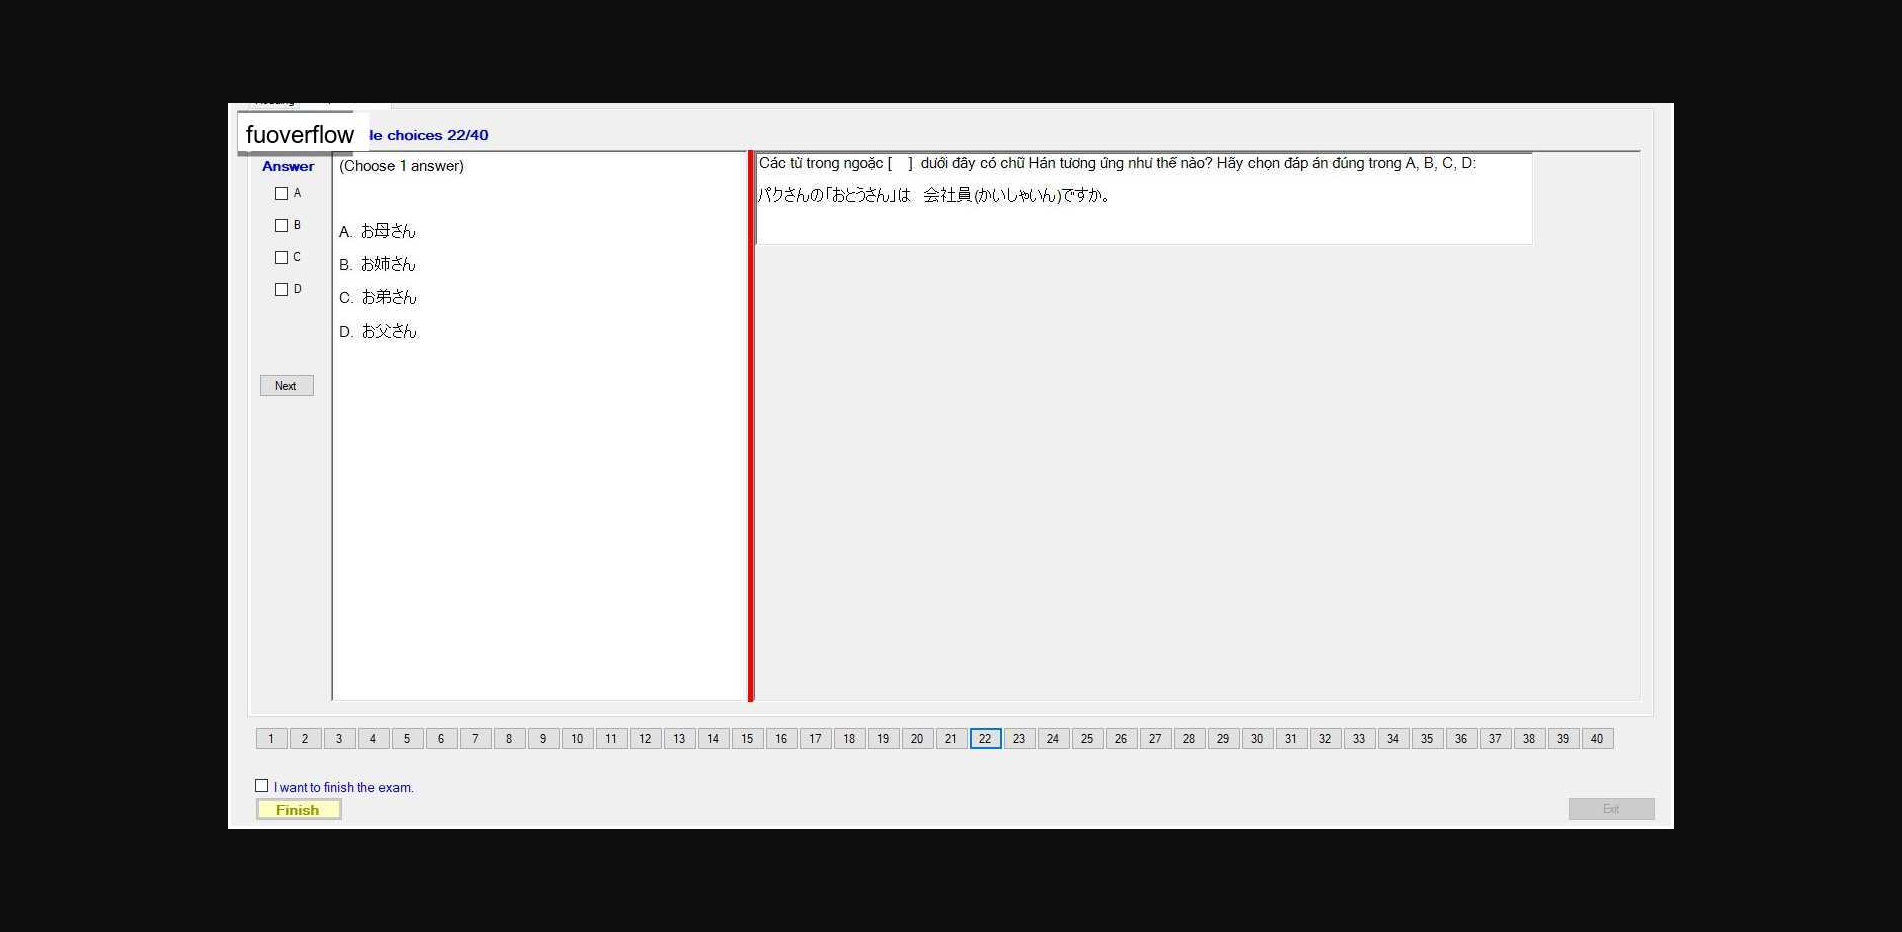 fuoverflow
le choices 22/40
Answer
A
B
C
D
Next
(Choose 1 answer)
A. お母さん
B. お姉さん
C. お弟さん
D. お父さん
Các từ trong ngoặc [ ] dưới đây có chữ Hán tương ứng như thế nào? Hãy chọn đáp án đúng trong A, B, C, D:
パクさんの「おとうさん」は 会社員(かいしゃいん)ですか。
1 2 3 4 5 6 7 8 9 10 11 12 13 14 15 16 17 18 19 20 21 22 23 24 25 26 27 28 29 30 31 32 33 34 35 36 37 38 39 40
I want to finish the exam.
Finish
Exit